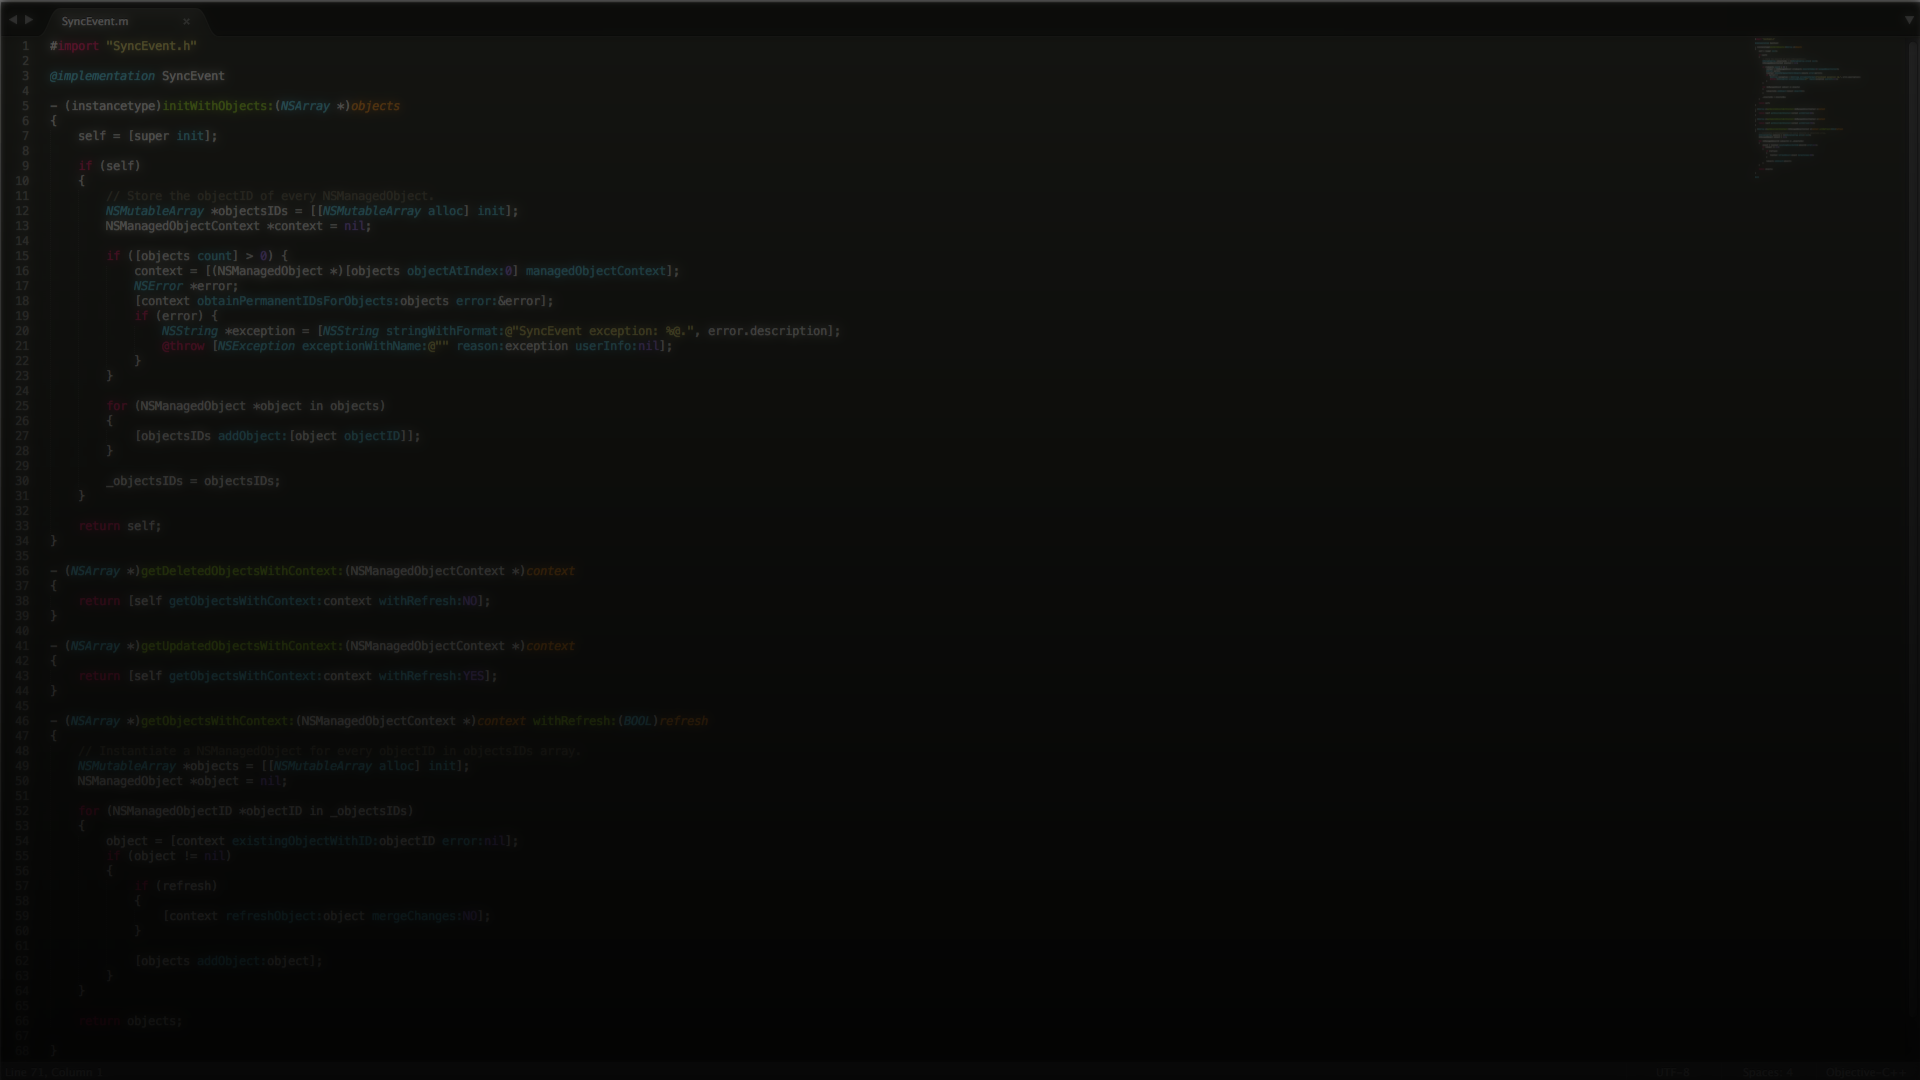 SyncEvent.m ×
1 #import "SyncEvent.h"
2
3 @implementation SyncEvent
4
5 - (instancetype)initWithObjects:(NSArray *)objects
6 {
7     self = [super init];
8
9     if (self)
10     {
11         // Store the objectID of every NSManagedObject.
12         NSMutableArray *objectsIDs = [[NSMutableArray alloc] init];
13         NSManagedObjectContext *context = nil;
14
15         if ([objects count] > 0) {
16             context = [(NSManagedObject *)[objects objectAtIndex:0] managedObjectContext];
17             NSError *error;
18             [context obtainPermanentIDsForObjects:objects error:&error];
19             if (error) {
20                 NSString *exception = [NSString stringWithFormat:@"SyncEvent exception: %@.", error.description];
21                 @throw [NSException exceptionWithName:@"" reason:exception userInfo:nil];
22             }
23         }
24
25         for (NSManagedObject *object in objects)
26         {
27             [objectsIDs addObject:[object objectID]];
28         }
29
30         _objectsIDs = objectsIDs;
31     }
32
33     return self;
34 }
35
36 - (NSArray *)getDeletedObjectsWithContext:(NSManagedObjectContext *)context
37 {
38     return [self getObjectsWithContext:context withRefresh:NO];
39 }
40
41 - (NSArray *)getUpdatedObjectsWithContext:(NSManagedObjectContext *)context
42 {
43     return [self getObjectsWithContext:context withRefresh:YES];
44 }
45
46 - (NSArray *)getObjectsWithContext:(NSManagedObjectContext *)context withRefresh:(BOOL)refresh
47 {
48     // Instantiate a NSManagedObject for every objectID in objectsIDs array.
49     NSMutableArray *objects = [[NSMutableArray alloc] init];
50     NSManagedObject *object = nil;
51
52     for (NSManagedObjectID *objectID in _objectsIDs)
53     {
54         object = [context existingObjectWithID:objectID error:nil];
55         if (object != nil)
56         {
57             if (refresh)
58             {
59                 [context refreshObject:object mergeChanges:NO];
60             }
61
62             [objects addObject:object];
63         }
64     }
65
66     return objects;
67
68 }
Line 71, Column 1 UTF-8 Objective-C++